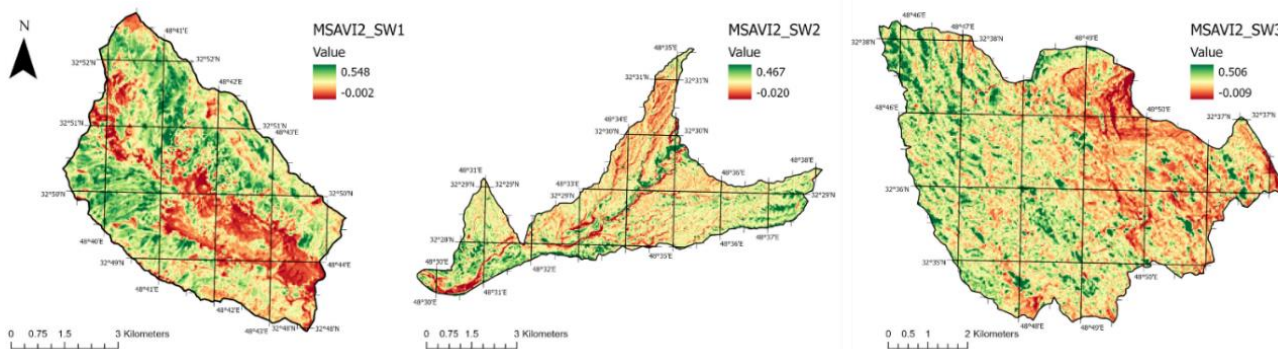 N
MSAVI2_SW1
Value
0.548
-0.002
48°41'E
32°52'N
32°52'N
48°42'E
32°51'N
32°51'N
48°43'E
32°50'N
32°50'N
48°40'E
32°49'N
48°44'E
48°41'E
48°42'E
48°43'E
32°48'N
32°48'N
0 0.75 1.5 3 Kilometers
MSAVI2_SW2
Value
0.467
-0.020
48°35'E
32°31'N
32°31'N
48°34'E
32°30'N
32°30'N
48°31'E
32°29'N
32°29'N
48°33'E
32°29'N
48°36'E
48°38'E
32°29'N
32°28'N
48°30'E
48°30'E
48°31'E
48°32'E
48°35'E
48°36'E
48°37'E
0 0.75 1.5 3 Kilometers
MSAVI2_SW3
Value
0.506
-0.009
48°46'E
48°47'E
32°38'N
32°38'N
48°49'E
48°46'E
48°50'E
32°37'N
32°37'N
32°36'N
32°35'N
48°50'E
48°48'E
48°49'E
0 0.5 1 2 Kilometers